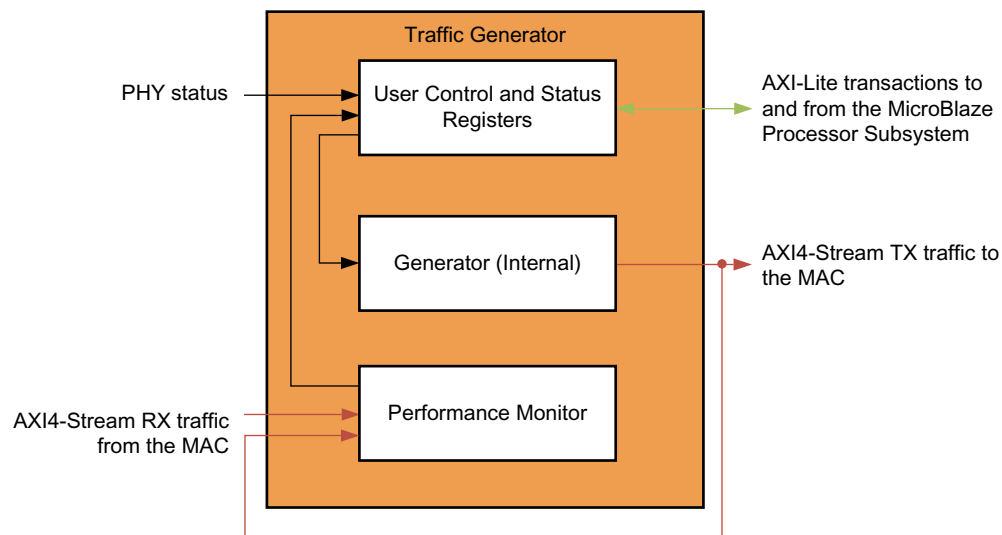 Traffic Generator
PHY status
User Control and Status
Registers
AXI-Lite transactions to
and from the MicroBlaze
Processor Subsystem
Generator (Internal)
AXI4-Stream TX traffic to
the MAC
Performance Monitor
AXI4-Stream RX traffic
from the MAC